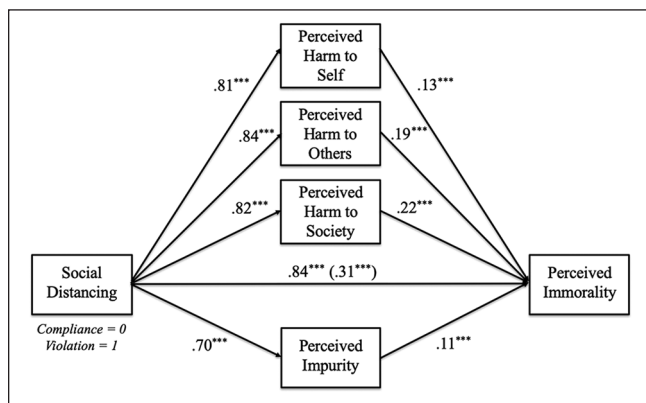 Perceived
Harm to
Self
.81***
.13***
Perceived
Harm to
Others
.84***
.19***
Perceived
Harm to
Society
.82***
.22***
Social
Distancing
.84*** (.31***)
Perceived
Immorality
Compliance = 0
Violation = 1
.70***
Perceived
Impurity
.11***